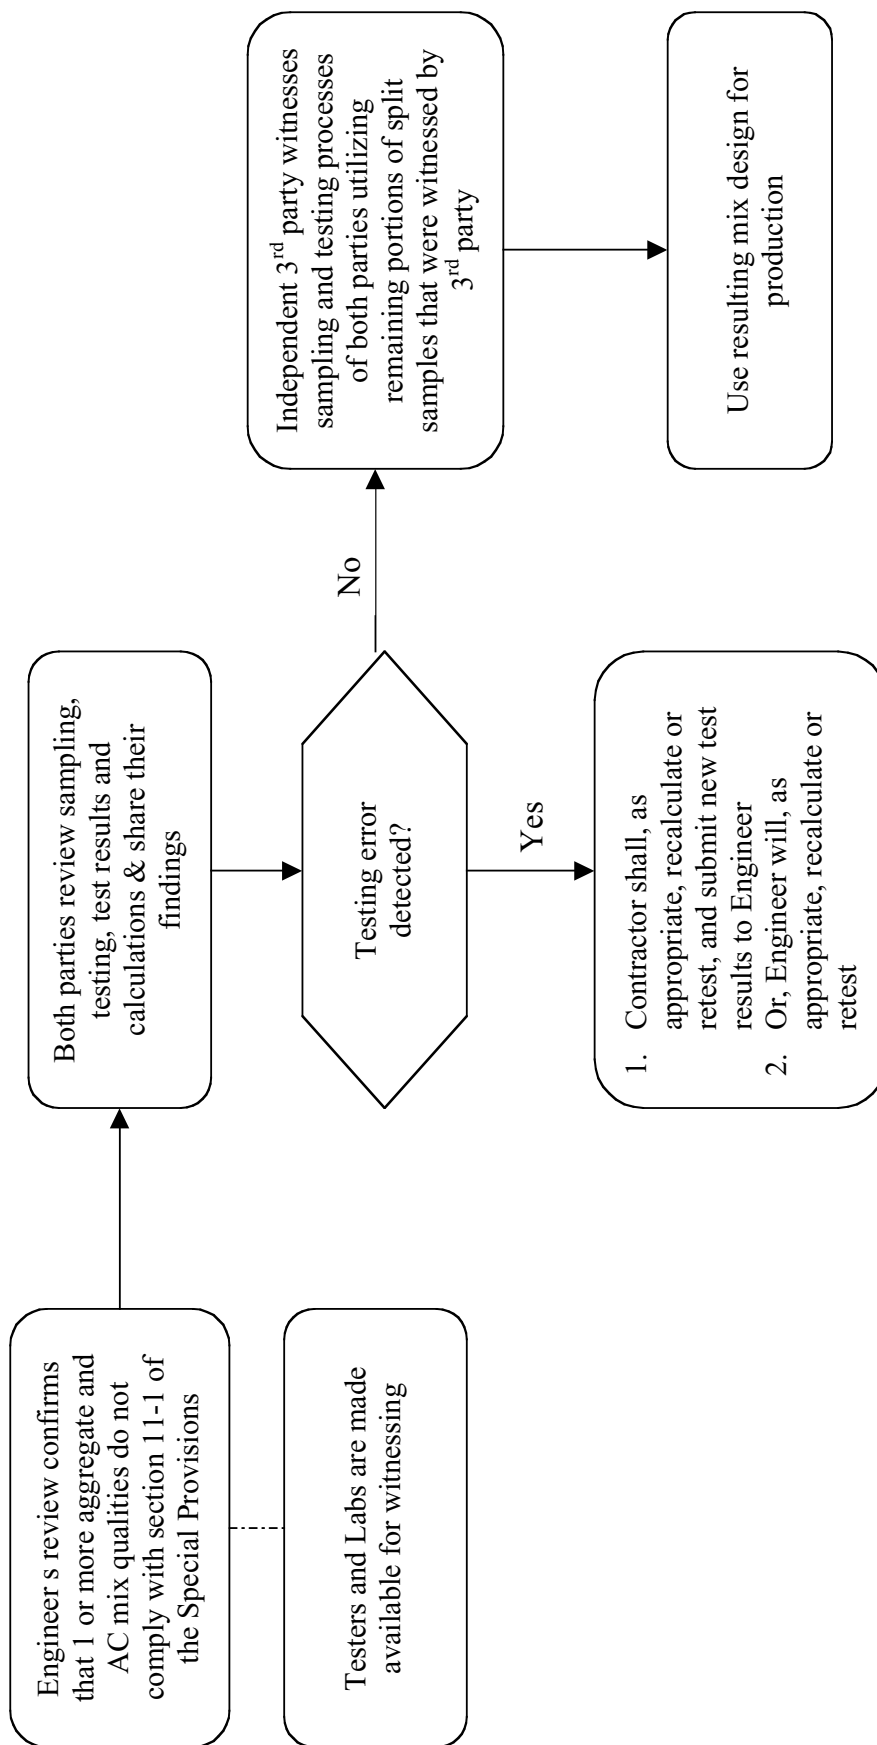 Engineer s review confirms
that 1 or more aggregate and
AC mix qualities do not
comply with section 11-1 of
the Special Provisions
Testers and Labs are made
available for witnessing
Both parties review sampling,
testing, test results and
calculations & share their
findings
Testing error
detected?
Yes
1. Contractor shall, as
appropriate, recalculate or
retest, and submit new test
results to Engineer
2. Or, Engineer will, as
appropriate, recalculate or
retest
No
Independent 3rd party witnesses
sampling and testing processes
of both parties utilizing
remaining portions of split
samples that were witnessed by
3rd party
Use resulting mix design for
production